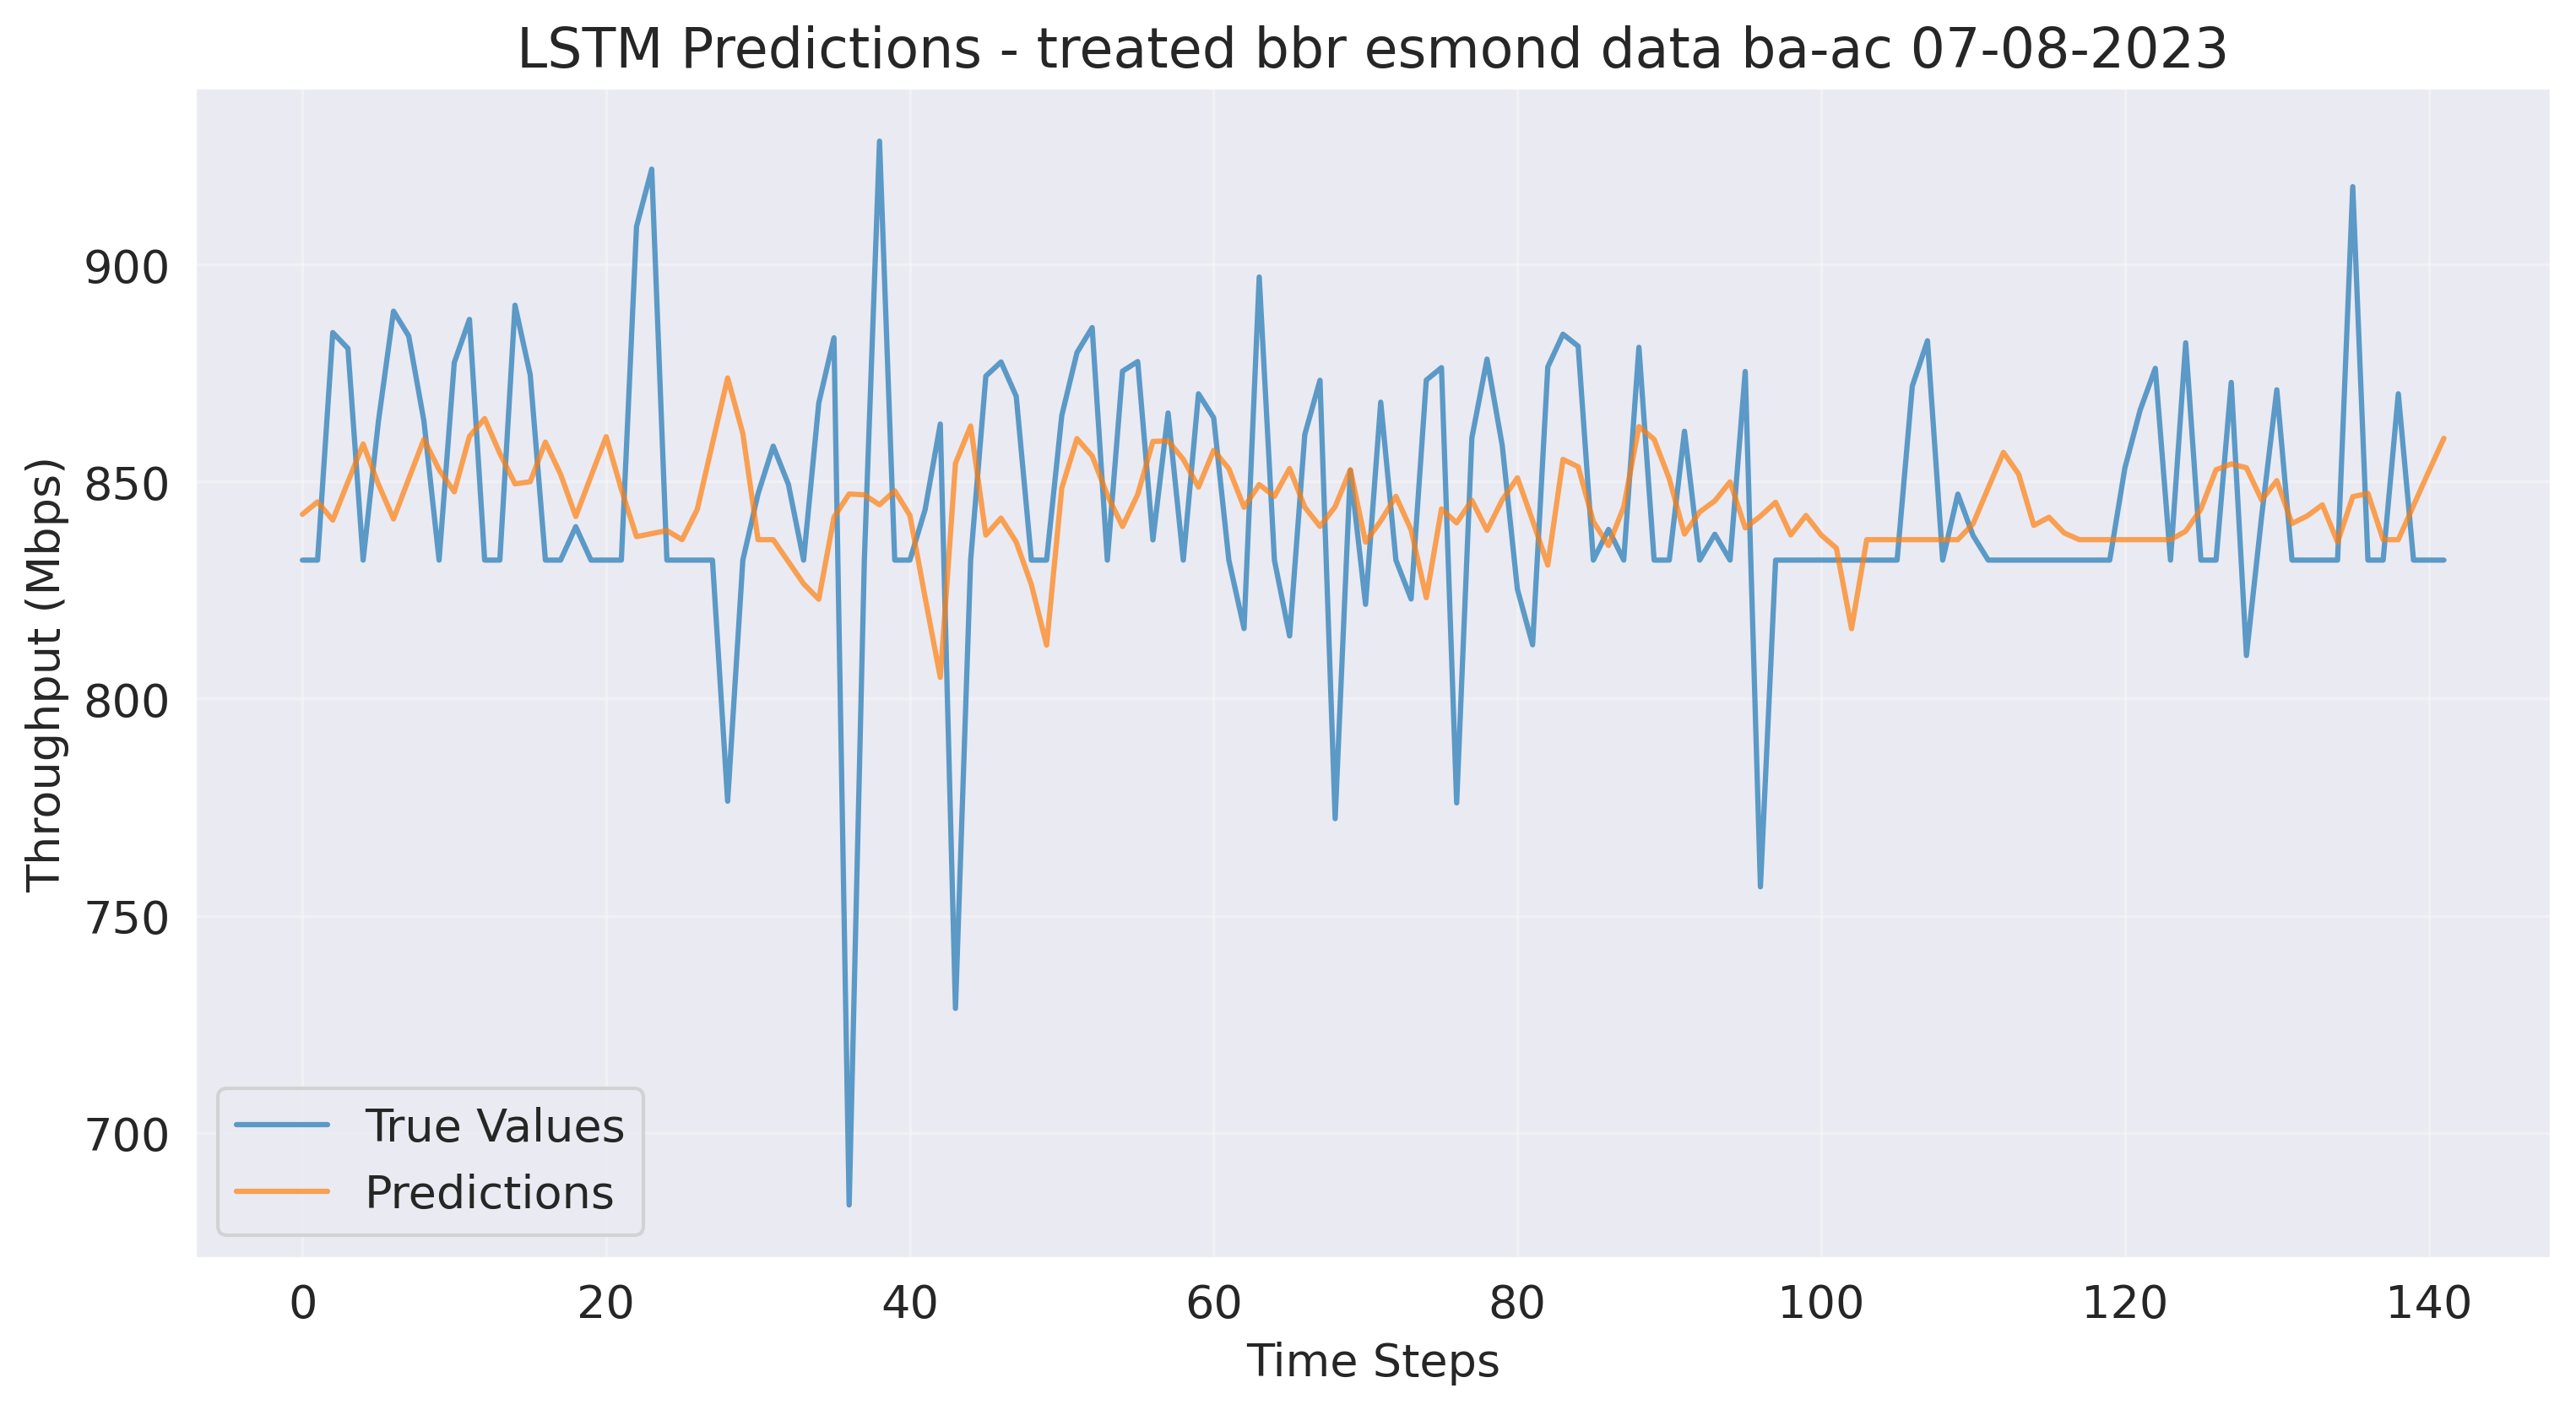 LSTM Predictions - treated bbr esmond data ba-ac 07-08-2023
Throughput (Mbps)
900
850
800
750
700
True Values
Predictions
0 20 40 60 80 100 120 140
Time Steps